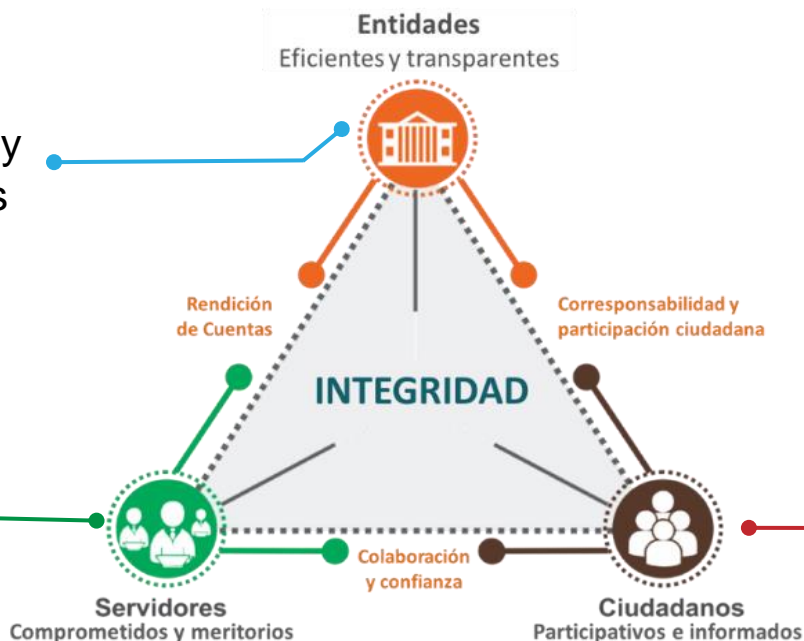 Entidades
Eficientes y transparentes
y
s
Rendición
de Cuentas
Corresponsabilidad y
participación ciudadana
INTEGRIDAD
Colaboración
y confianza
Servidores
Comprometidos y meritorios
Ciudadanos
Participativos e informados